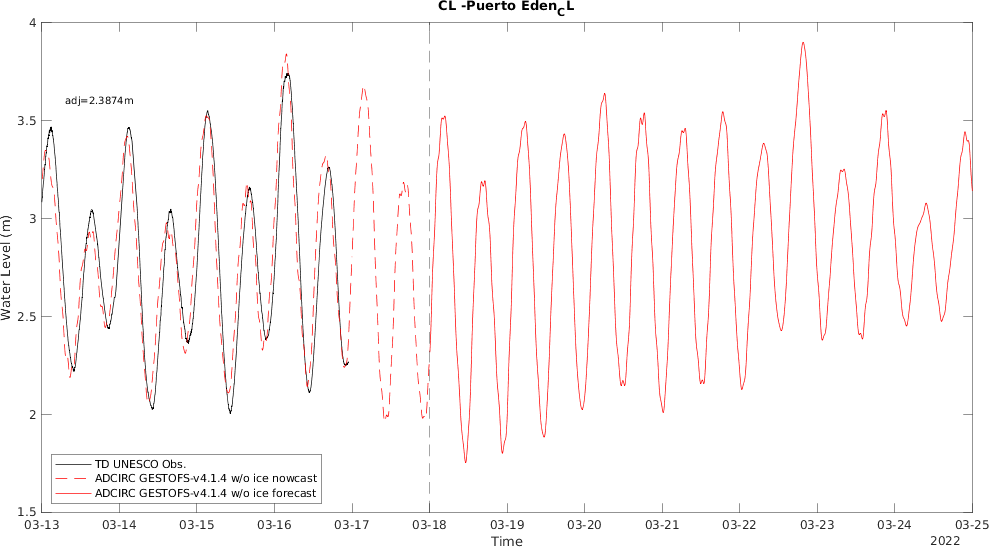 CL -Puerto Eden_CL
4
adj=2.3874m
3.5
3
2.5
2
1.5
Water Level (m)
TD UNESCO Obs.
ADCIRC GESTOFS-v4.1.4 w/o ice nowcast
ADCIRC GESTOFS-v4.1.4 w/o ice forecast
03-13 03-14 03-15 03-16 03-17 03-18 03-19 03-20 03-21 03-22 03-23 03-24 03-25
Time
2022